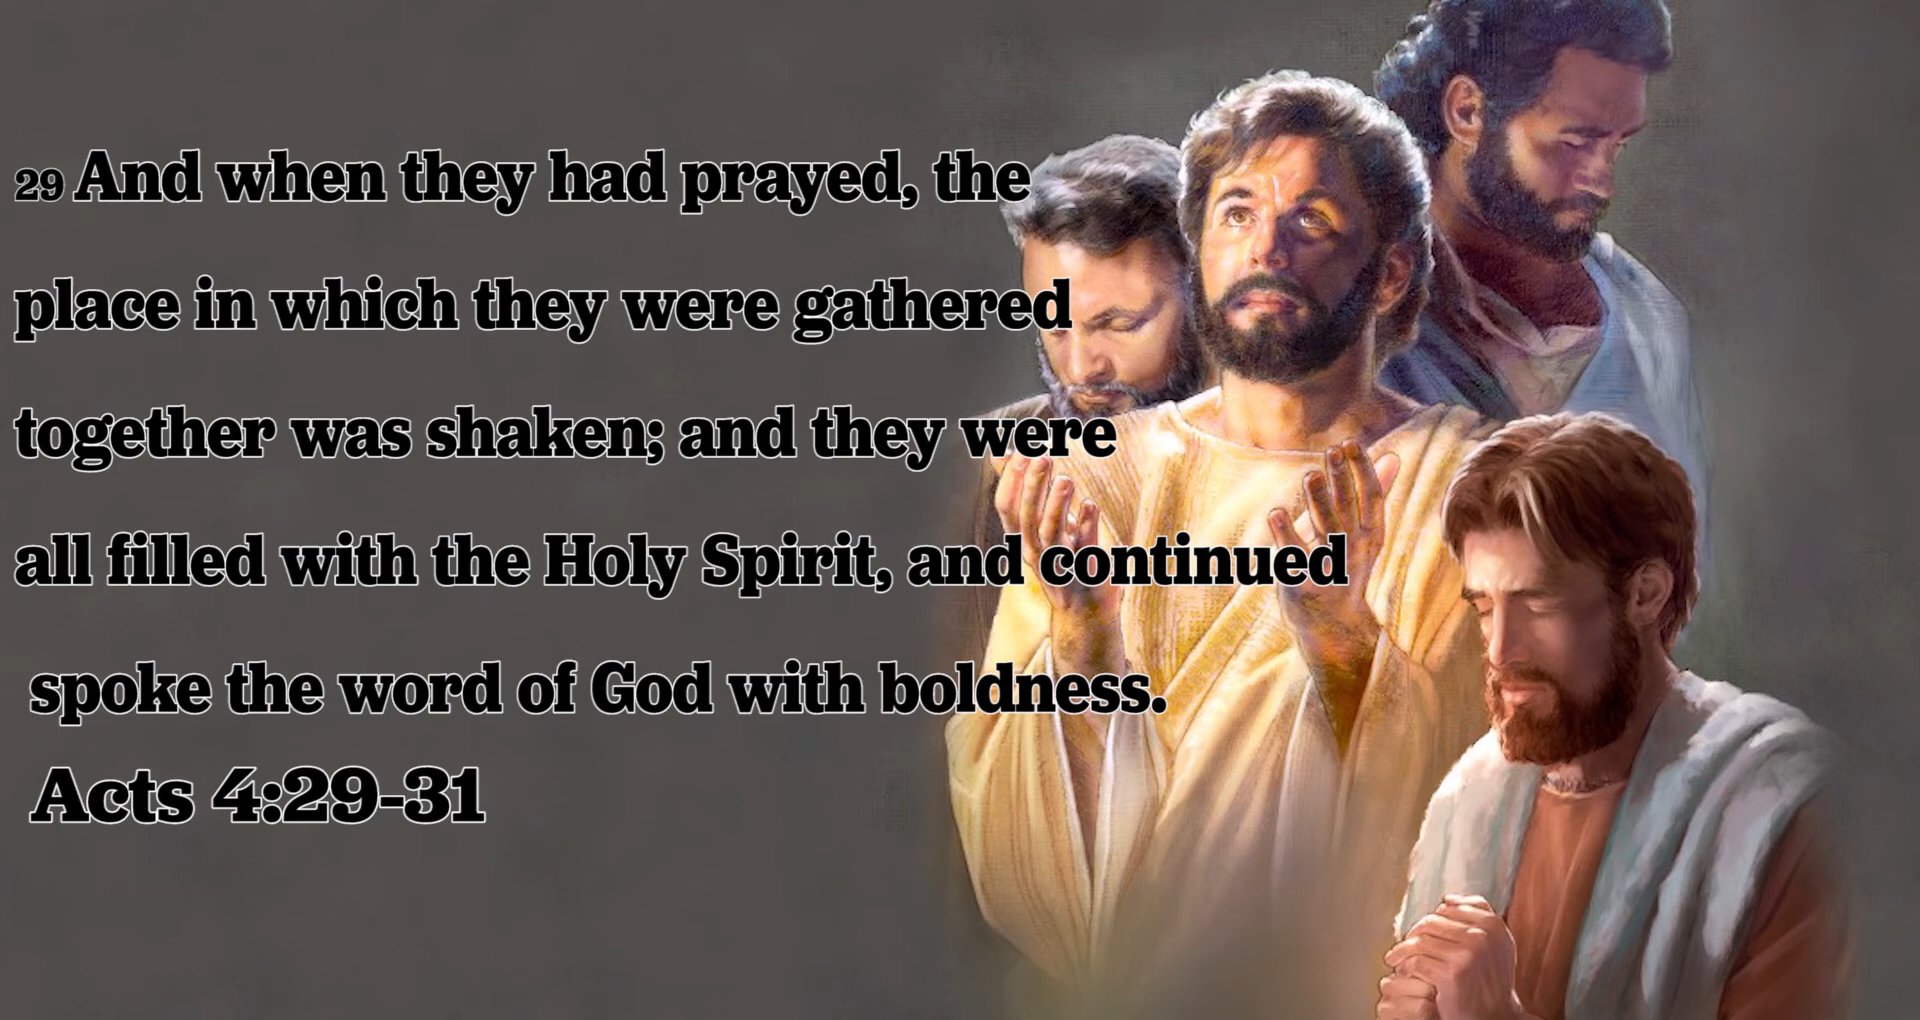 29 And when they had prayed, the
place in which they were gathered
together was shaken; and they were
all filled with the Holy Spirit, and continued
spoke the word of God with boldness.
Acts 4:29-31